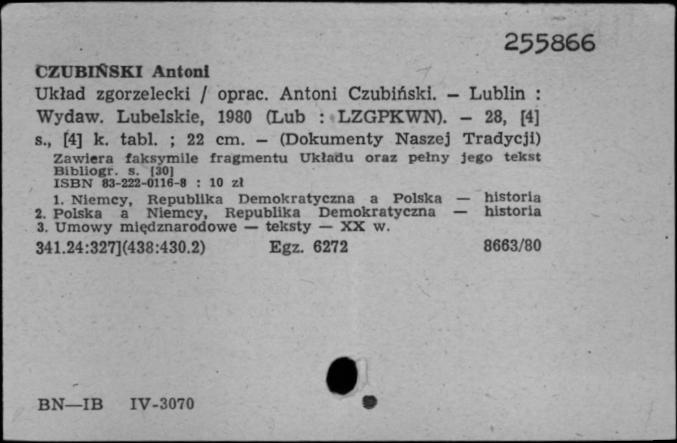 255866
CZUBIŃSKI Antoni
Układ zgorzelecki / oprac. Antoni Czubiński. — Lublin :
Wydaw. Lubelskie, 1980 (Lub : LZGPKWN). — 28, [4]
s., [4] k. tabl. ; 22 cm. — (Dokumenty Naszej Tradycji)
Zawiera faksymile fragmentu Układu oraz pełny jego tekst
Bibliogr. s. [30]
ISBN 83-222-0116-8 : 10 zł
1. Niemcy, Republika Demokratyczna a Polska — historia
2. Polska a Niemcy, Republika Demokratyczna — historia
3. Umowy międznarodowe — teksty — XX w.
341.24:327](438:430.2) Egz. 6272 8663/80
BN—IB IV-3070